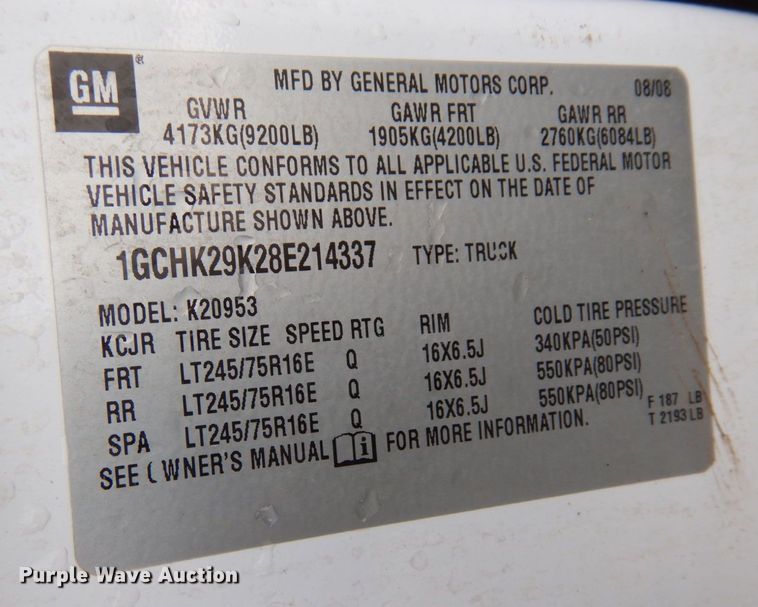 GM ®
MFD BY GENERAL MOTORS CORP. 08/08
GVWR GAWR FRT GAWR RR
4173KG(9200LB) 1905KG(4200LB) 2760KG(6084LB)
THIS VEHICLE CONFORMS TO ALL APPLICABLE U.S. FEDERAL MOTOR
VEHICLE SAFETY STANDARDS IN EFFECT ON THE DATE OF
MANUFACTURE SHOWN ABOVE.
1GCHK29K28E214337 TYPE: TRUCK
MODEL: K20953
KCJR TIRE SIZE SPEED RTG RIM COLD TIRE PRESSURE
FRT LT245/75R16E Q 16X6.5J 340KPA(50PSI)
RR LT245/75R16E Q 16X6.5J 550KPA(80PSI)
SPA LT245/75R16E Q 16X6.5J 550KPA(80PSI)
F 187 LB
T 2193 LB
SEE OWNER'S MANUAL i FOR MORE INFORMATION.
Purple Wave Auction